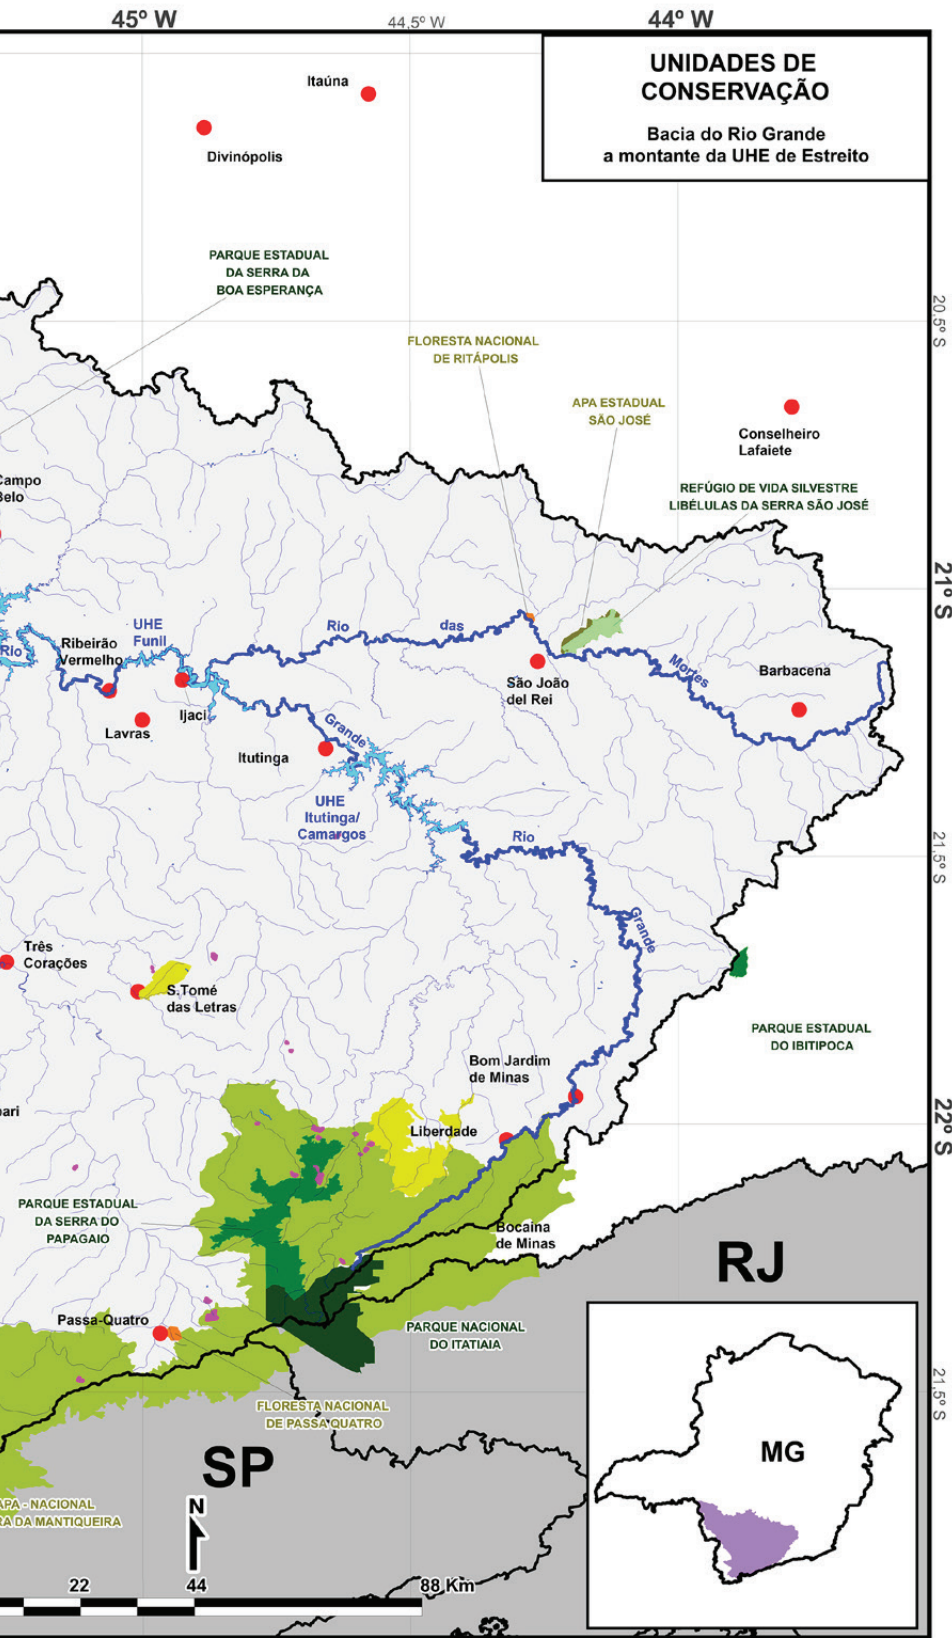 45º W
44,5º W
44º W
UNIDADES DE
CONSERVAÇÃO
Bacia do Rio Grande
a montante da UHE de Estreito
Itaúna
Divinópolis
PARQUE ESTADUAL
DA SERRA DA
BOA ESPERANÇA
20,5º S
FLORESTA NACIONAL
DE RITÁPOLIS
APA ESTADUAL
SÃO JOSÉ
Conselheiro
Lafaiete
Campo
Belo
REFÚGIO DE VIDA SILVESTRE
LIBÉLULAS DA SERRA SÃO JOSÉ
21º S
UHE
Funil
Rio
das
Mortes
Rio
Ribeirão
Vermelho
Barbacena
São João
del Rei
Ijaci
Lavras
Grande
Itutinga
UHE
Itutinga/
Camargos
Rio
21,5º S
Grande
Três
Corações
S.Tomé
das Letras
PARQUE ESTADUAL
DO IBITIPOCA
Bom Jardim
de Minas
pari
Liberdade
22º S
PARQUE ESTADUAL
DA SERRA DO
PAPAGAIO
Bocaina
de Minas
RJ
Passa-Quatro
PARQUE NACIONAL
DO ITATIAIA
21,5º S
FLORESTA NACIONAL
DE PASSA QUATRO
SP
MG
APA - NACIONAL
RA DA MANTIQUEIRA
N
22
44
88 Km